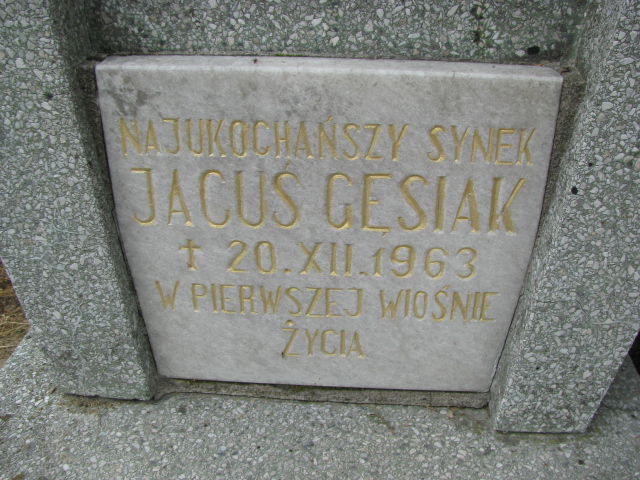 NAJUKOCHAŃSZY SYNEK
JACUŚ GĘSIAK
† 20.XII.1963
W PIERWSZEJ WIOŚNIE
ŻYCIA